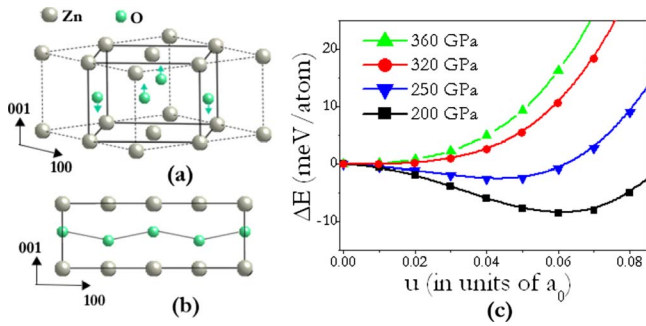 Zn O
001
100
(a)
001
100
(b)
360 GPa
320 GPa
250 GPa
200 GPa
ΔE (meV/atom)
20
10
0
-10
0.00 0.02 0.04 0.06 0.08
u (in units of a₀)
(c)